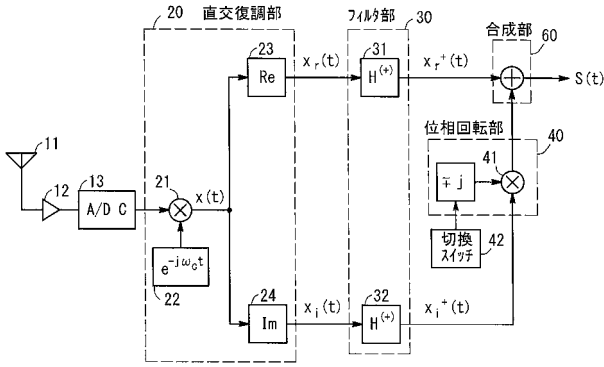 20
直交復調部
フィルタ部
30
合成部
60
23
Re
x_r(t)
31
H^(+)
x_r^+(t)
S(t)
11
12
13
A/D C
21
x(t)
e^-jω_ct
22
位相回転部
40
∓j
41
切換
スイッチ
42
24
Im
x_i(t)
32
H^(+)
x_i^+(t)